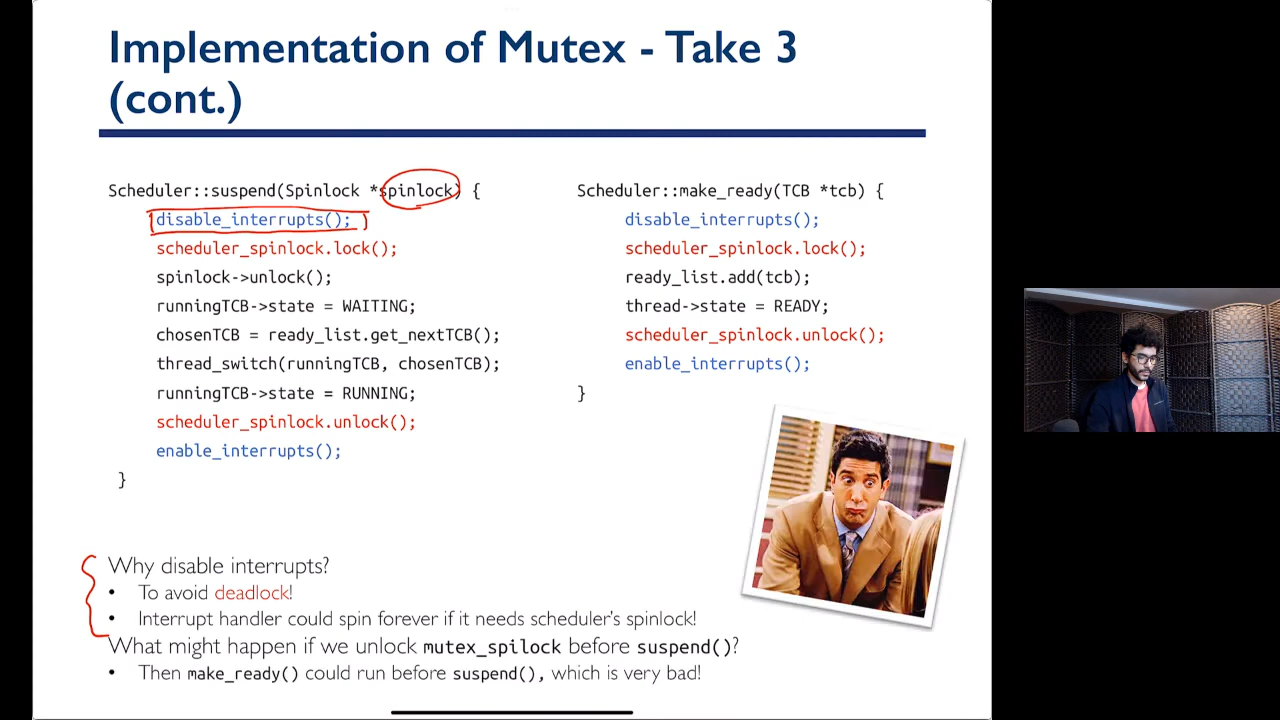 Implementation of Mutex - Take 3
(cont.)
Scheduler::suspend(Spinlock *spinlock) {
disable_interrupts();
scheduler_spinlock.lock();
spinlock->unlock();
runningTCB->state = WAITING;
chosenTCB = ready_list.get_nextTCB();
thread_switch(runningTCB, chosenTCB);
runningTCB->state = RUNNING;
scheduler_spinlock.unlock();
enable_interrupts();
}
Scheduler::make_ready(TCB *tcb) {
disable_interrupts();
scheduler_spinlock.lock();
ready_list.add(tcb);
thread->state = READY;
scheduler_spinlock.unlock();
enable_interrupts();
}
Why disable interrupts?
• To avoid deadlock!
• Interrupt handler could spin forever if it needs scheduler's spinlock!
What might happen if we unlock mutex_spilock before suspend()?
• Then make_ready() could run before suspend(), which is very bad!